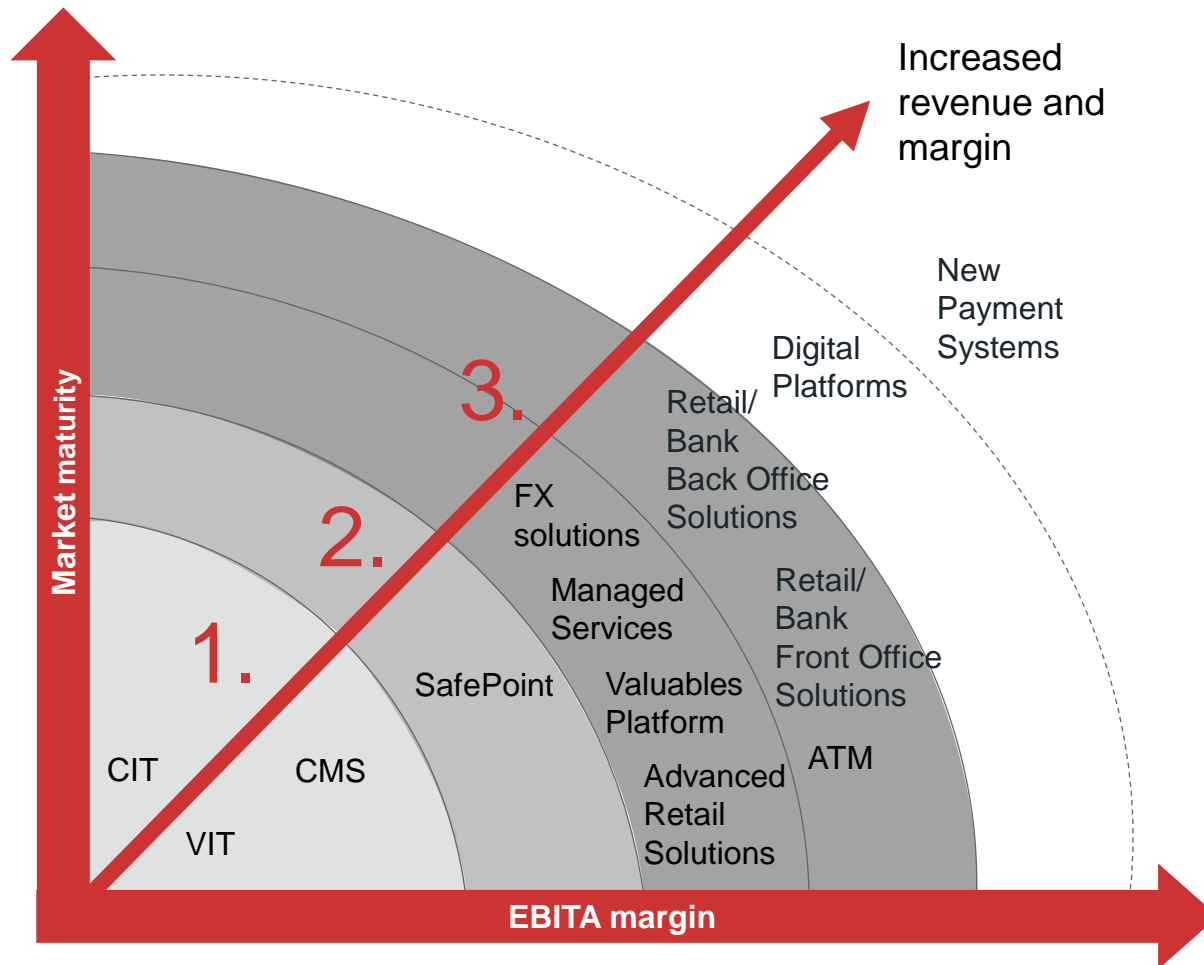 Increased
revenue and
margin
New
Payment
Systems
Digital
Platforms
Retail/
Bank
Back Office
Solutions
3.
FX
solutions
2.
Managed
Services
Retail/
Bank
Front Office
Solutions
1.
SafePoint
Valuables
Platform
CIT
CMS
VIT
Advanced
Retail
Solutions
ATM
Market maturity
EBITA margin